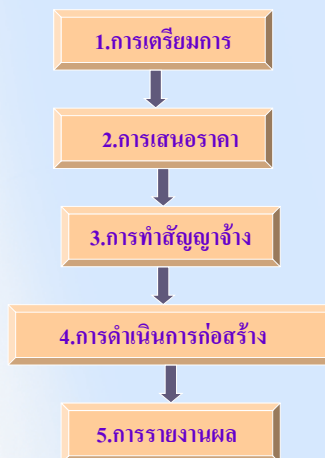 1.การเตรียมการ
2.การเสนอราคา
3.การทำสัญญาจ้าง
4.การดำเนินการก่อสร้าง
5.การรายงานผล